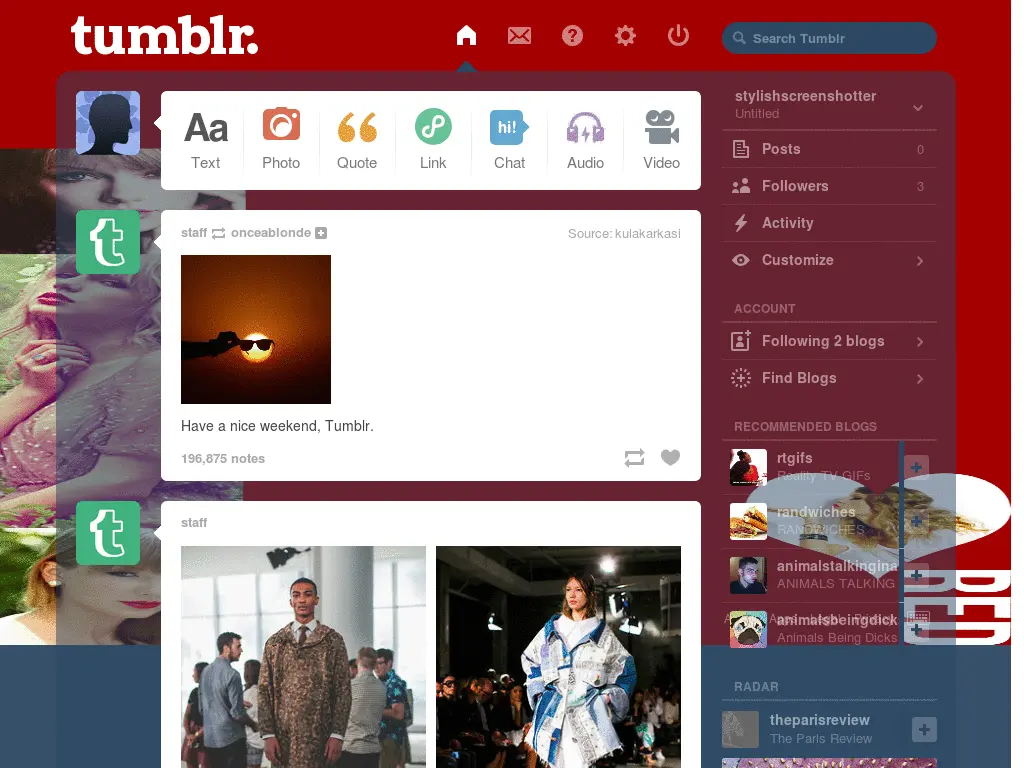 tumblr.
Search Tumblr
Aa
Text
Photo
Quote
Link
hi!
Chat
Audio
Video
stylishscreenshotter
Untitled
Posts 0
Followers 3
Activity
Customize
ACCOUNT
Following 2 blogs
Find Blogs
RECOMMENDED BLOGS
rtgifs
Reality TV GIFs
randwiches
RANDWICHES
animalstalkingina
ANIMALS TALKING
animalsbeingdick
Animals Being Dicks
RED
RADAR
theparisreview
The Paris Review
staff onceablonde
Source: kulakarkasi
Have a nice weekend, Tumblr.
196,875 notes
staff